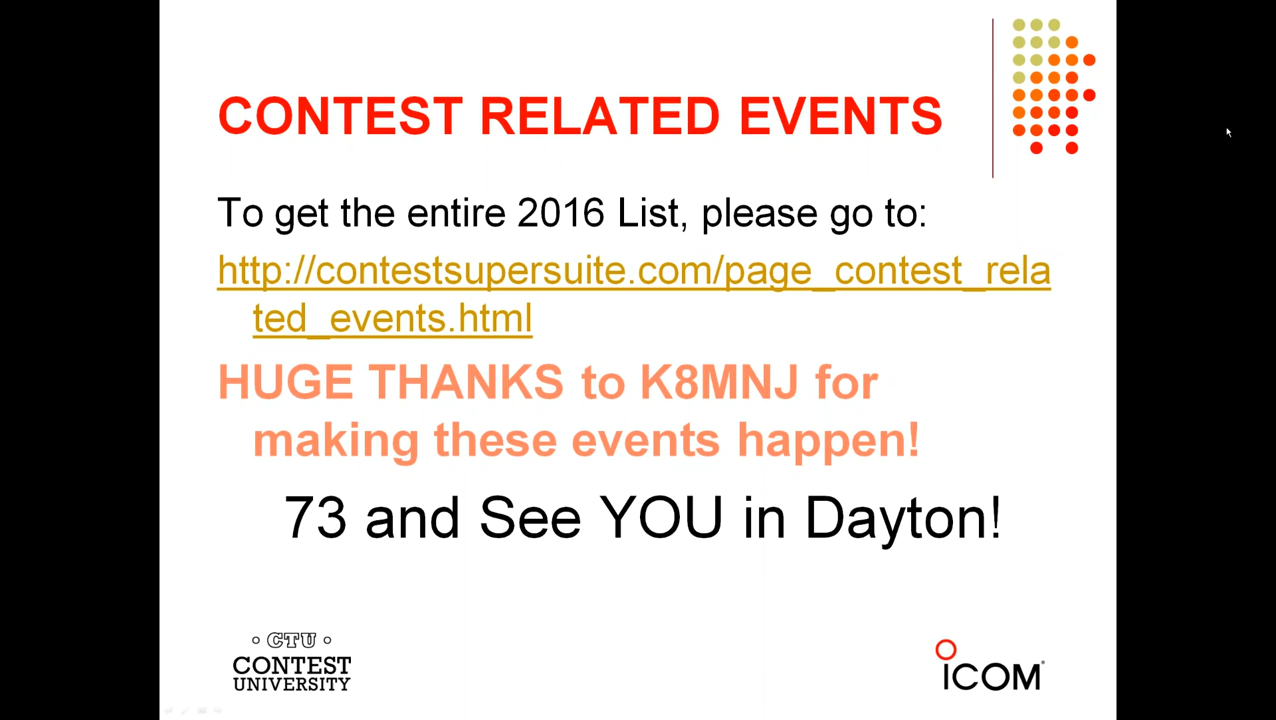 CONTEST RELATED EVENTS
To get the entire 2016 List, please go to:
http://contestsupersuite.com/page_contest_rela
ted_events.html
HUGE THANKS to K8MNJ for
making these events happen!
73 and See YOU in Dayton!
· CTU ·
CONTEST
UNIVERSITY
ICOM